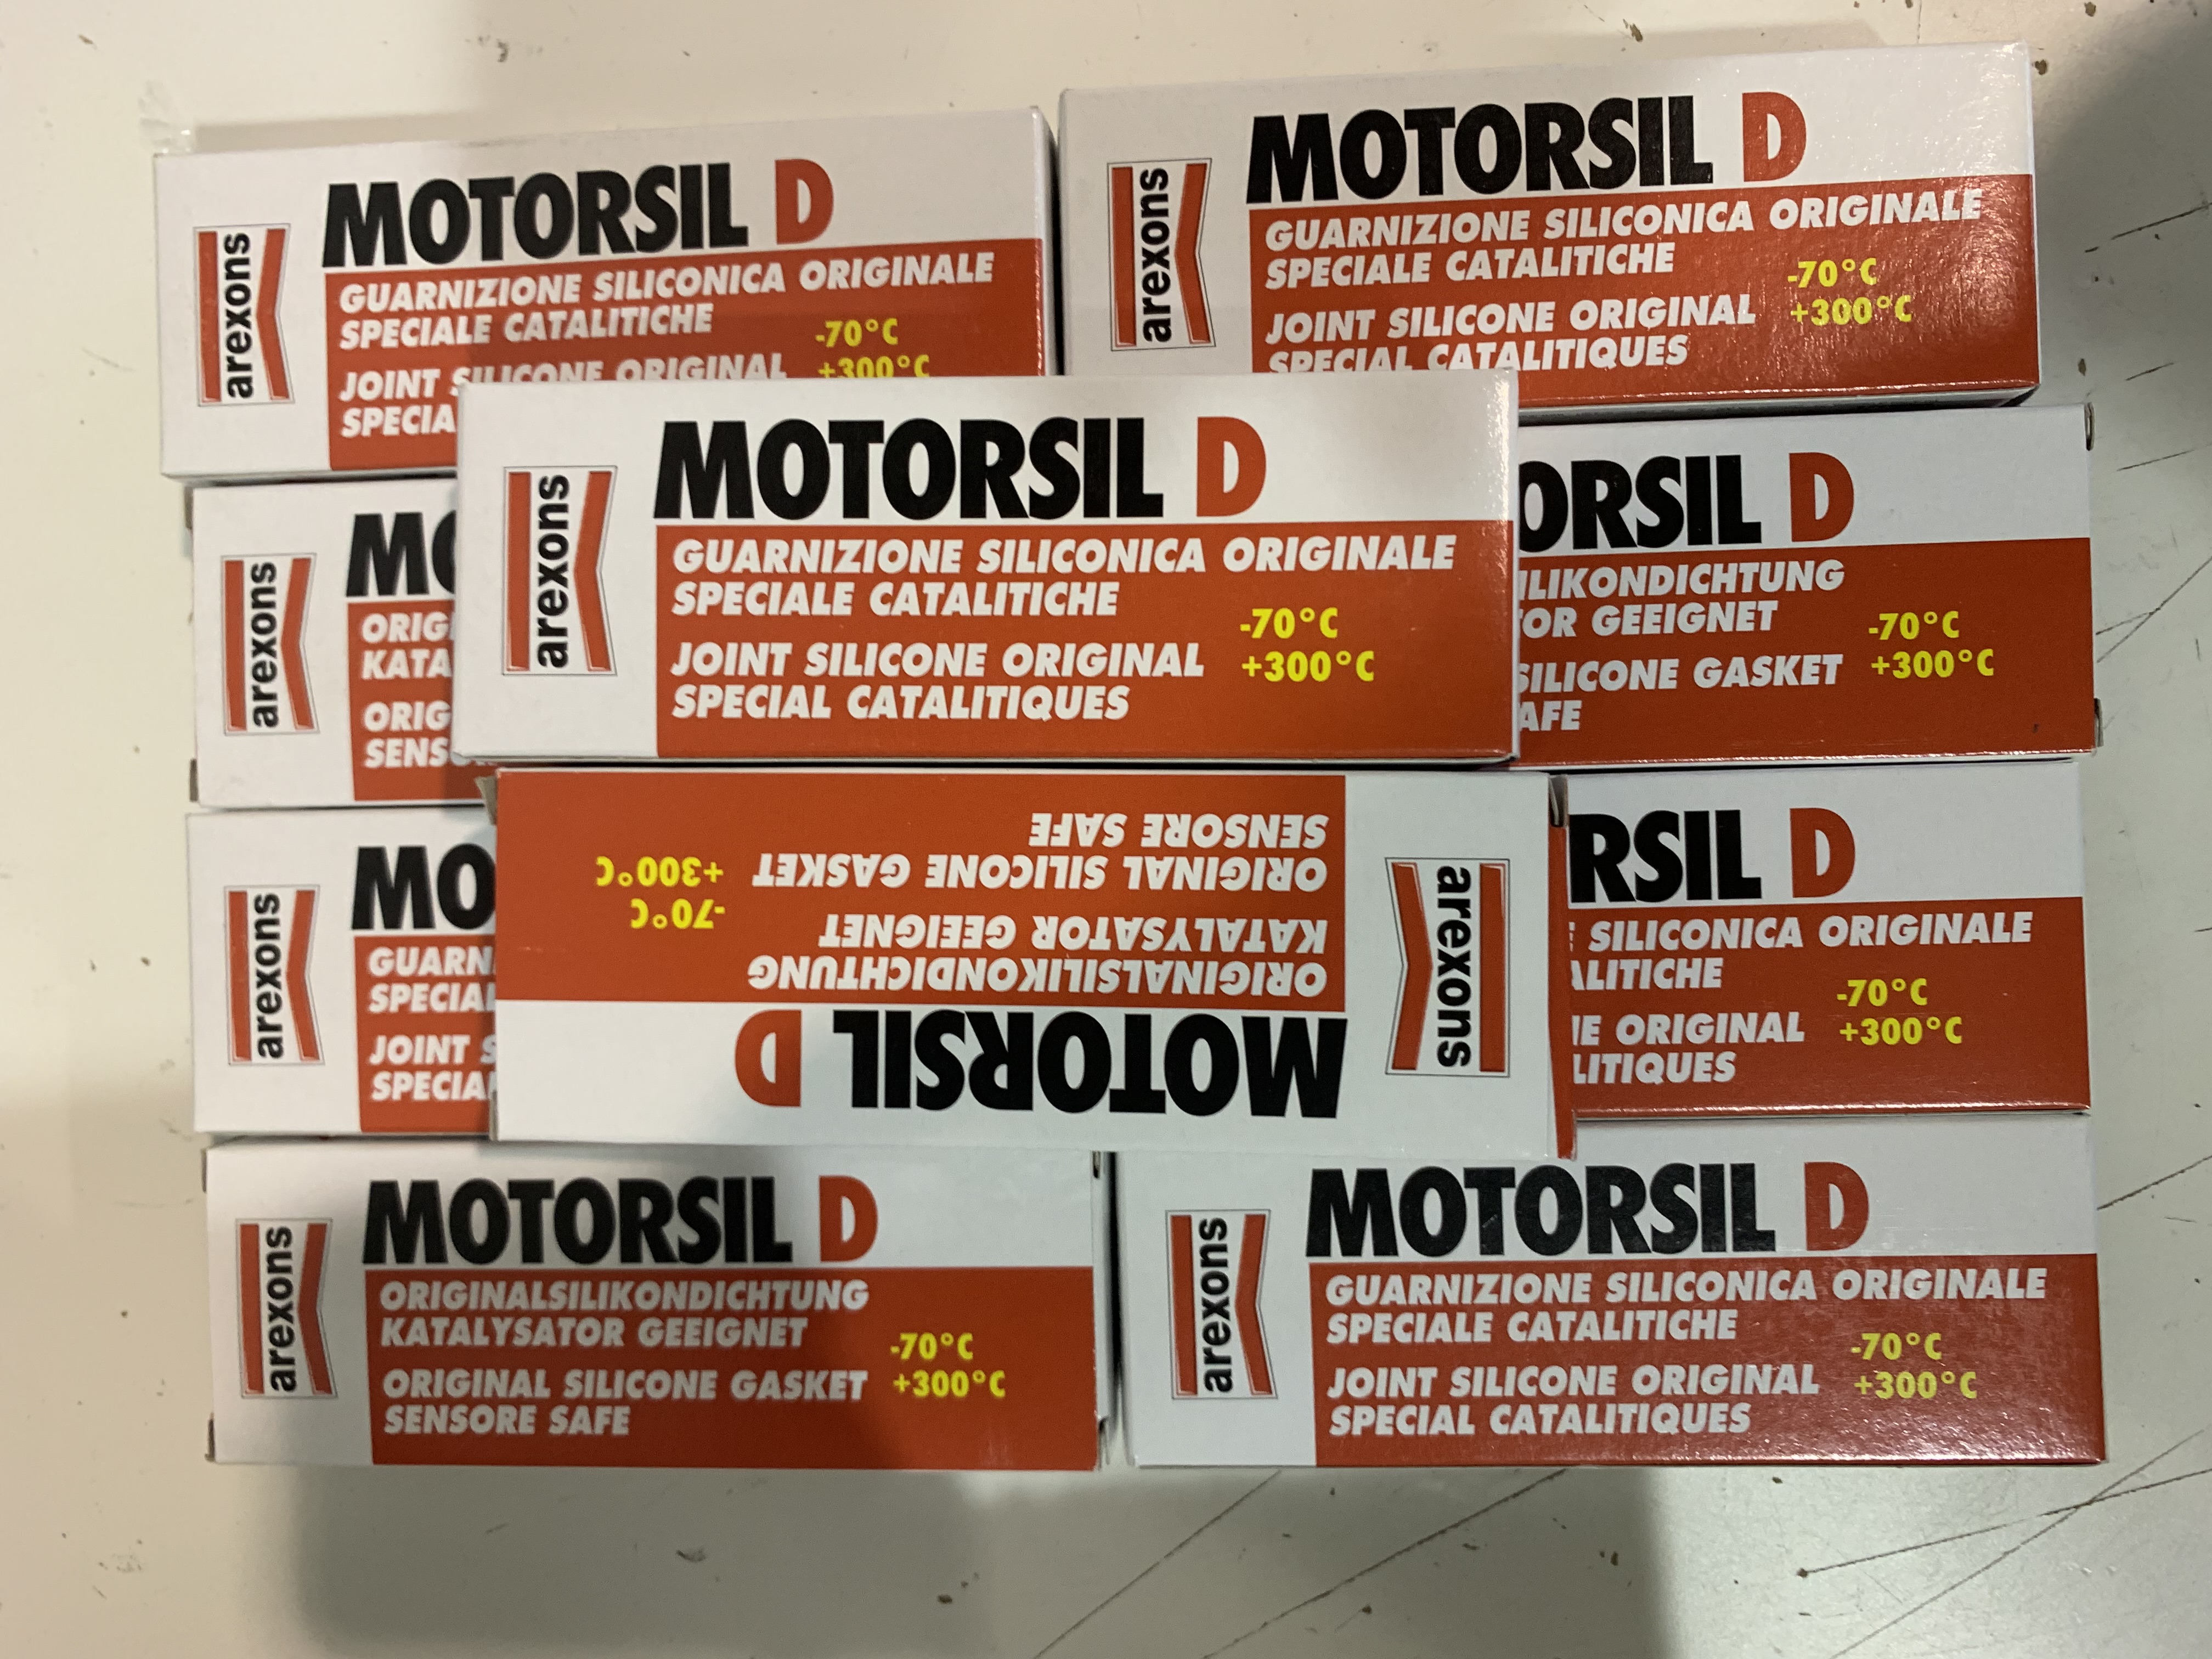 arexons
MOTORSIL D
GUARNIZIONE SILICONICA ORIGINALE
SPECIALE CATALITICHE
-70°C
JOINT SILICONE ORIGINAL
+300°C
arexons
MOTORSIL D
GUARNIZIONE SILICONICA ORIGINALE
SPECIALE CATALITICHE
-70°C
JOINT SILICONE ORIGINAL
+300°C
SPECIAL CATALITIQUES
arexons
MOTORSIL D
GUARNIZIONE SILICONICA ORIGINALE
SPECIALE CATALITICHE
-70°C
JOINT SILICONE ORIGINAL
+300°C
SPECIAL CATALITIQUES
arexons
D
-70°C
GEEIGNET
SILICONE GASKET
+300°C
arexons
MOTORSIL D
ORIGINALSILIKONDICHTUNG
KATALYSATOR GEEIGNET
-70°C
ORIGINAL SILICONE GASKET
+300°C
SENSORE SAFE
arexons
JOINT
D
SILICONICA ORIGINALE
-70°C
ORIGINAL
+300°C
arexons
MOTORSIL D
ORIGINALSILIKONDICHTUNG
KATALYSATOR GEEIGNET
-70°C
ORIGINAL SILICONE GASKET
+300°C
SENSORE SAFE
arexons
MOTORSIL D
GUARNIZIONE SILICONICA ORIGINALE
SPECIALE CATALITICHE
-70°C
JOINT SILICONE ORIGINAL
+300°C
SPECIAL CATALITIQUES